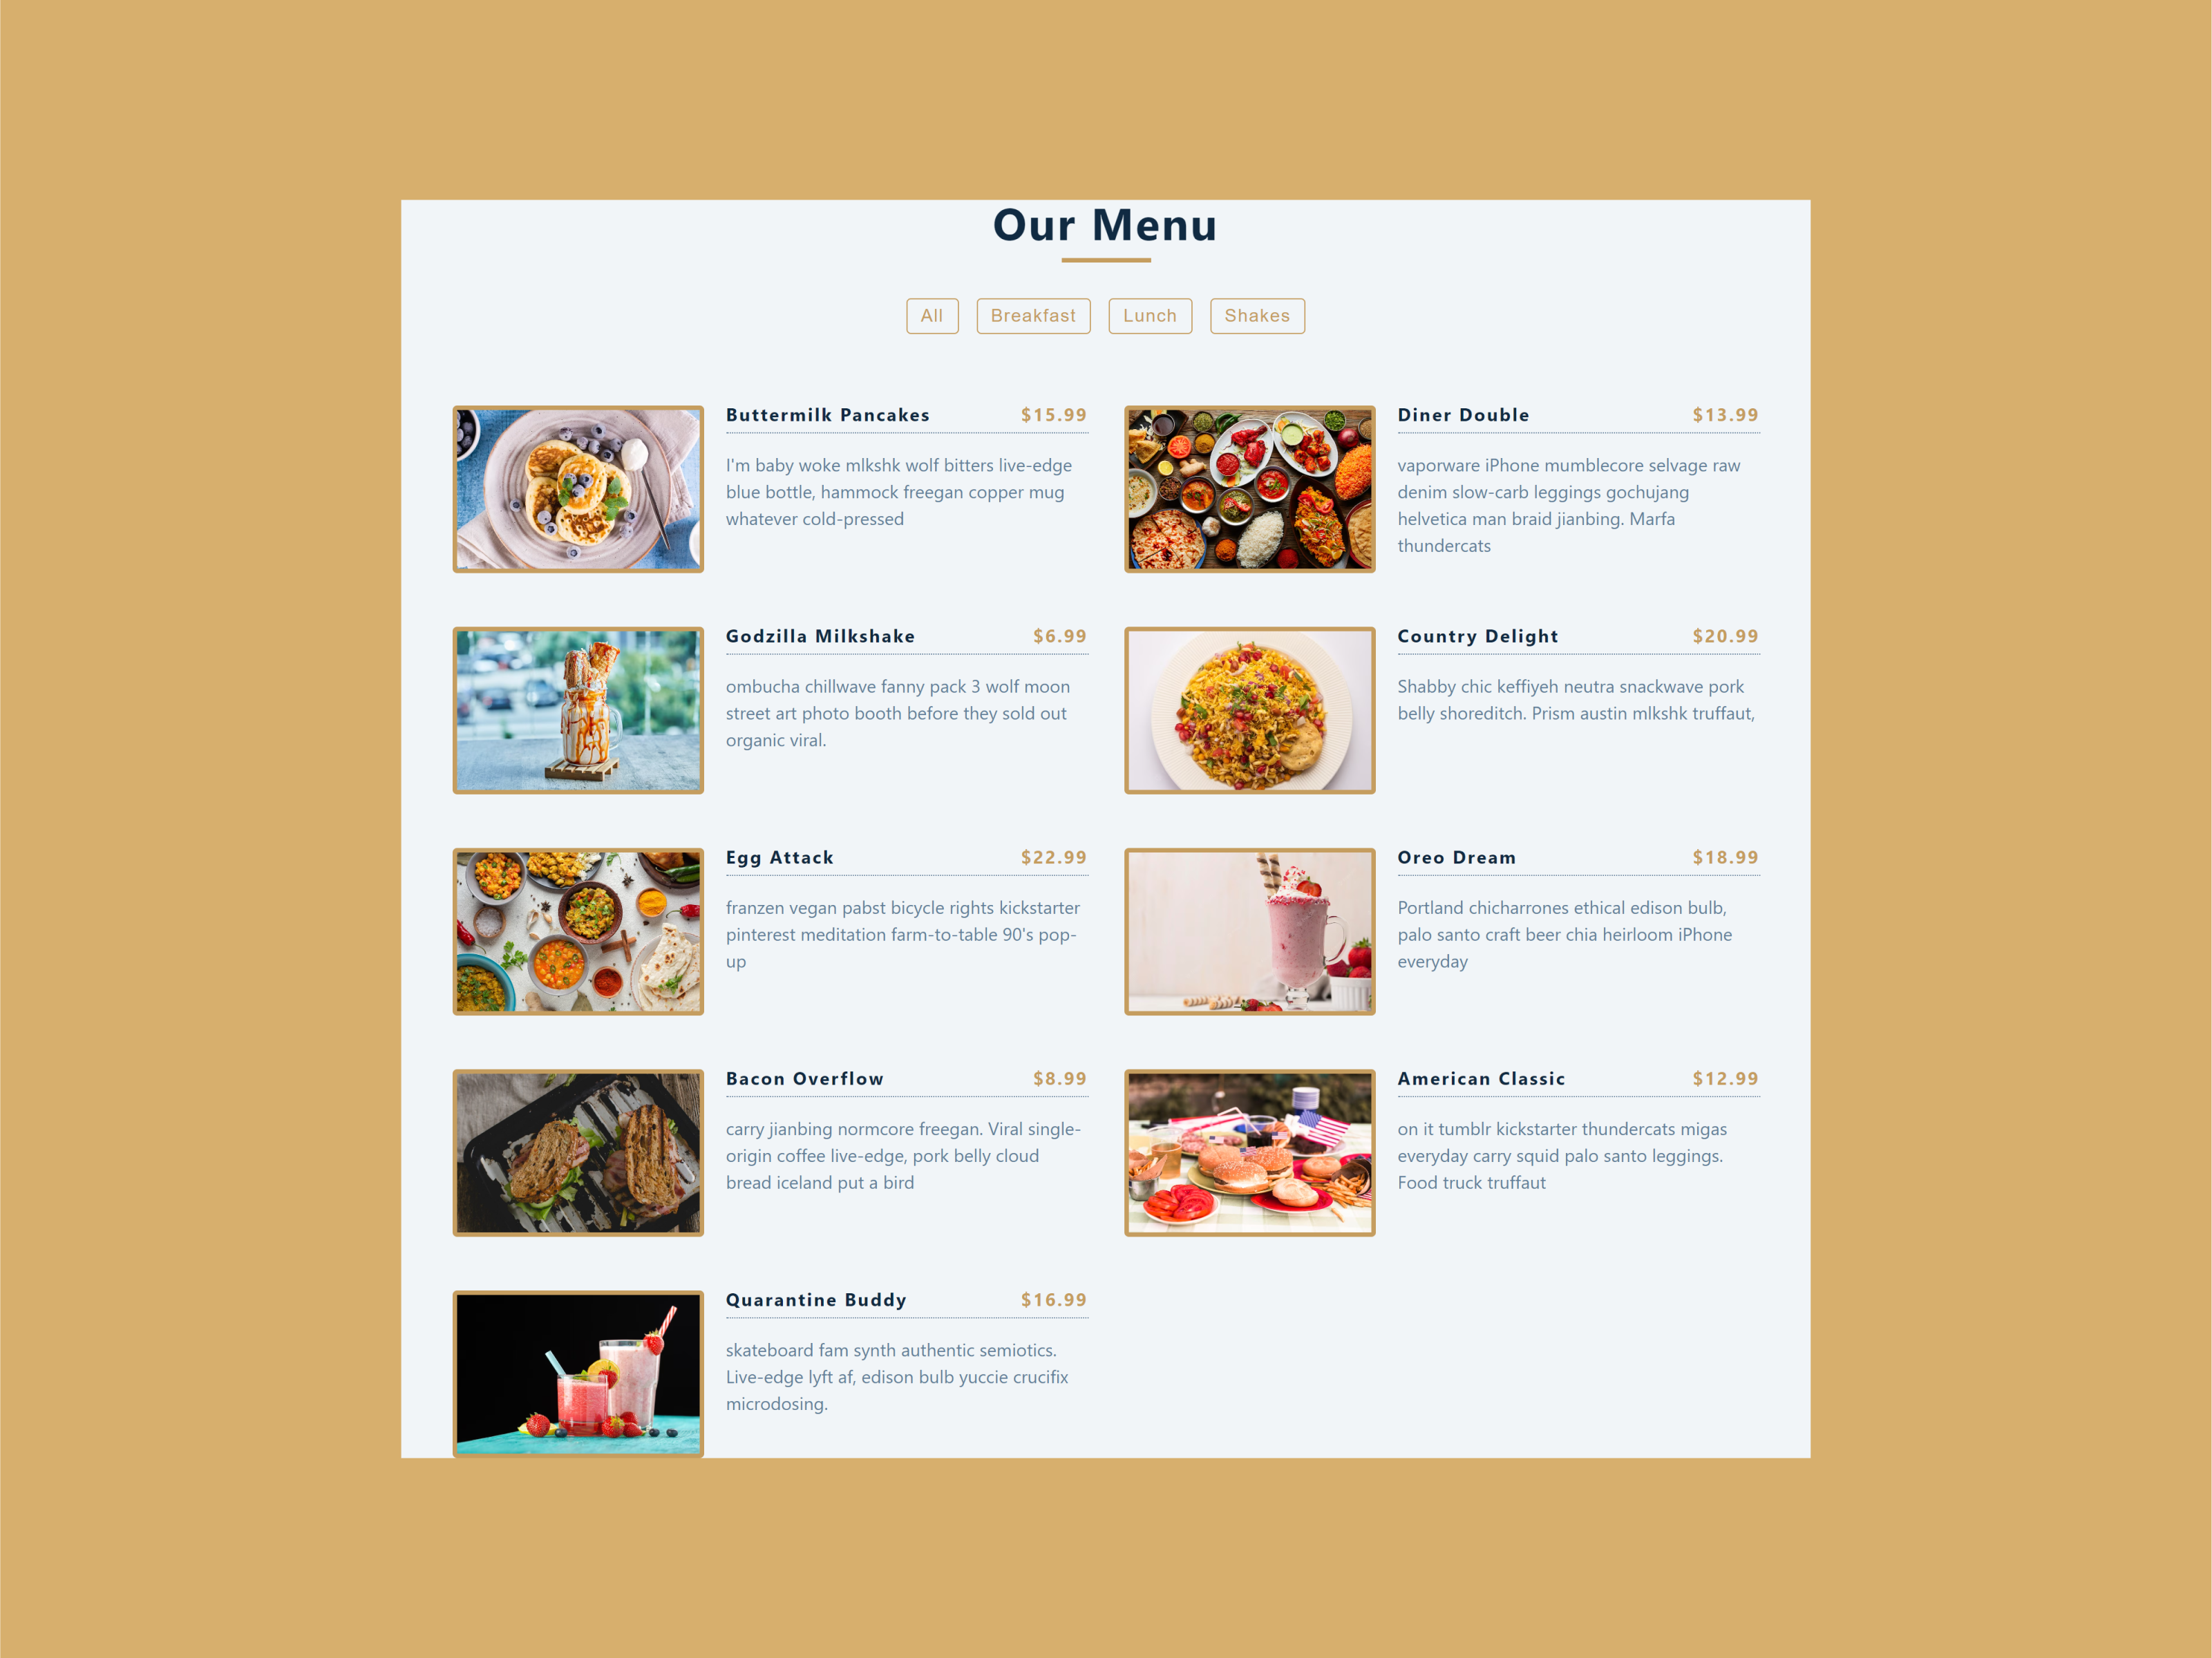 Our Menu
All Breakfast Lunch Shakes
Buttermilk Pancakes $15.99
I'm baby woke mlkshk wolf bitters live-edge
blue bottle, hammock freegan copper mug
whatever cold-pressed
Diner Double $13.99
vaporware iPhone mumblecore selvage raw
denim slow-carb leggings gochujang
helvetica man braid jianbing. Marfa
thundercats
Godzilla Milkshake $6.99
ombucha chillwave fanny pack 3 wolf moon
street art photo booth before they sold out
organic viral.
Country Delight $20.99
Shabby chic keffiyeh neutra snackwave pork
belly shoreditch. Prism austin mlkshk truffaut,
Egg Attack $22.99
franzen vegan pabst bicycle rights kickstarter
pinterest meditation farm-to-table 90's pop-
up
Oreo Dream $18.99
Portland chicharrones ethical edison bulb,
palo santo craft beer chia heirloom iPhone
everyday
Bacon Overflow $8.99
carry jianbing normcore freegan. Viral single-
origin coffee live-edge, pork belly cloud
bread iceland put a bird
American Classic $12.99
on it tumblr kickstarter thundercats migas
everyday carry squid palo santo leggings.
Food truck truffaut
Quarantine Buddy $16.99
skateboard fam synth authentic semiotics.
Live-edge lyft af, edison bulb yuccie crucifix
microdosing.